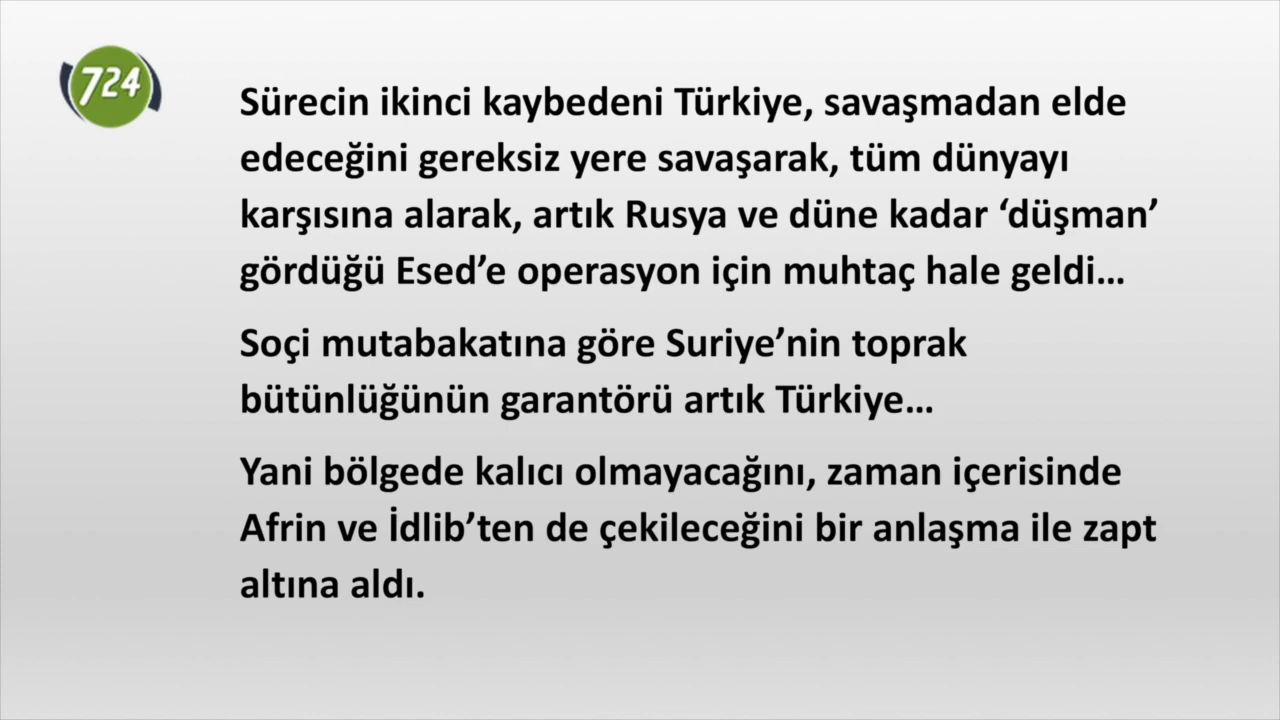 724
Sürecin ikinci kaybedeni Türkiye, savaşmadan elde
edeceğini gereksiz yere savaşarak, tüm dünyayı
karşısına alarak, artık Rusya ve düne kadar ‘düşman’
gördüğü Esed’e operasyon için muhtaç hale geldi…
Soçi mutabakatına göre Suriye’nin toprak
bütünlüğünün garantörü artık Türkiye…
Yani bölgede kalıcı olmayacağını, zaman içerisinde
Afrin ve İdlib’ten de çekileceğini bir anlaşma ile zapt
altına aldı.